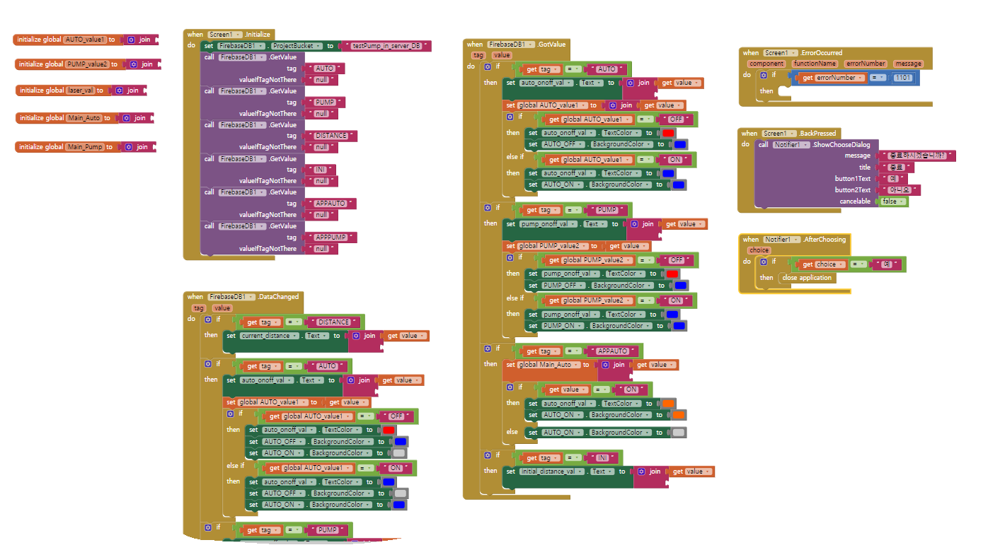 initialize global AUTO_value1 to join
initialize global PUMP_value2 to join
initialize global laser_val to join
initialize global Main_Auto to join
initialize global Main_Pump to join
when Screen1 .Initialize
do set FirebaseDB1 . ProjectBucket to " testPump_in_server_DB "
call FirebaseDB1 .GetValue
tag " AUTO "
valueIfTagNotThere " null "
call FirebaseDB1 .GetValue
tag " PUMP "
valueIfTagNotThere " null "
call FirebaseDB1 .GetValue
tag " DISTANCE "
valueIfTagNotThere " null "
call FirebaseDB1 .GetValue
tag " INI "
valueIfTagNotThere " null "
call FirebaseDB1 .GetValue
tag " APPAUTO "
valueIfTagNotThere " null "
call FirebaseDB1 .GetValue
tag " APPPUMP "
valueIfTagNotThere " null "
when FirebaseDB1 .DataChanged
tag value
do if get tag = " DISTANCE "
then set current_distance . Text to join get value
if get tag = " AUTO "
then set auto_onoff_val . Text to join get value
set global AUTO_value1 to get value
if get global AUTO_value1 = " OFF "
then set auto_onoff_val . TextColor to
set AUTO_OFF . BackgroundColor to
set AUTO_ON . BackgroundColor to
else if get global AUTO_value1 = " ON "
then set auto_onoff_val . TextColor to
set AUTO_OFF . BackgroundColor to
set AUTO_ON . BackgroundColor to
if get tag = " PUMP "
when FirebaseDB1 .GotValue
tag value
do if get tag = " AUTO "
then set auto_onoff_val . Text to join get value
set global AUTO_value1 to join get value
if get global AUTO_value1 = " OFF "
then set auto_onoff_val . TextColor to
set AUTO_OFF . BackgroundColor to
else if get global AUTO_value1 = " ON "
then set auto_onoff_val . TextColor to
set AUTO_ON . BackgroundColor to
if get tag = " PUMP "
then set pump_onoff_val . Text to join get value
set global PUMP_value2 to get value
if get global PUMP_value2 = " OFF "
then set pump_onoff_val . TextColor to
set PUMP_OFF . BackgroundColor to
else if get global PUMP_value2 = " ON "
then set pump_onoff_val . TextColor to
set PUMP_ON . BackgroundColor to
if get tag = " APPAUTO "
then set global Main_Auto to join get value
if get value = " ON "
then set auto_onoff_val . TextColor to
set AUTO_ON . BackgroundColor to
else set AUTO_ON . BackgroundColor to
if get tag = " INI "
then set initial_distance_val . Text to join get value
when Screen1 .ErrorOccurred
component functionName errorNumber message
do if get errorNumber = 1101
then
when Screen1 .BackPressed
do call Notifier1 .ShowChooseDialog
message " 종료하시겠습니까? "
title " 종료 "
button1Text " 예 "
button2Text " 아니오 "
cancelable false
when Notifier1 .AfterChoosing
choice
do if get choice = " 예 "
then close application